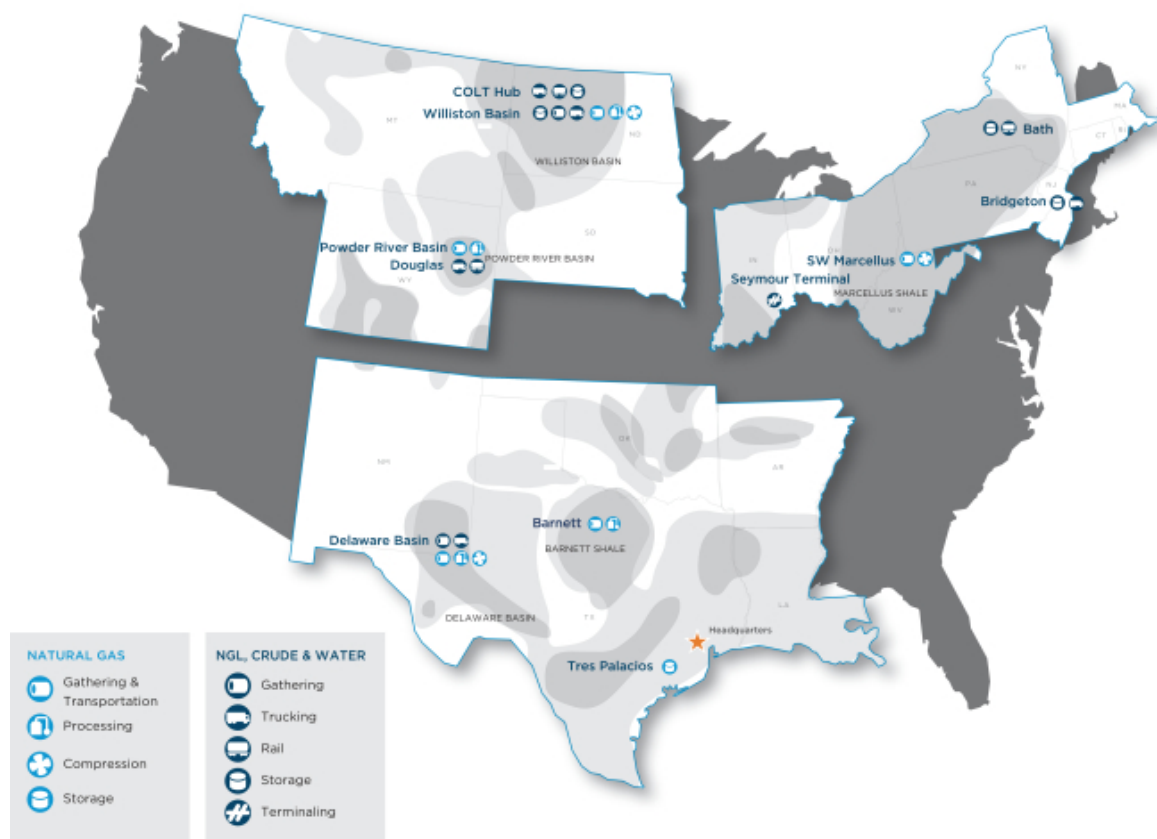 NY
COLT Hub
MA
MT
Williston Basin
ND
Bath
CT
RI
WILLISTON BASIN
PA
NJ
Bridgeton
SD
Powder River Basin
POWDER RIVER BASIN
Douglas
OH
IN
SW Marcellus
Seymour Terminal
MARCELLUS SHALE
WY
WV
OK
NM
AR
Barnett
Delaware Basin
BARNETT SHALE
LA
DELAWARE BASIN
TX
Headquarters
Tres Palacios
NATURAL GAS
Gathering &
Transportation
Processing
Compression
Storage
NGL, CRUDE & WATER
Gathering
Trucking
Rail
Storage
Terminaling